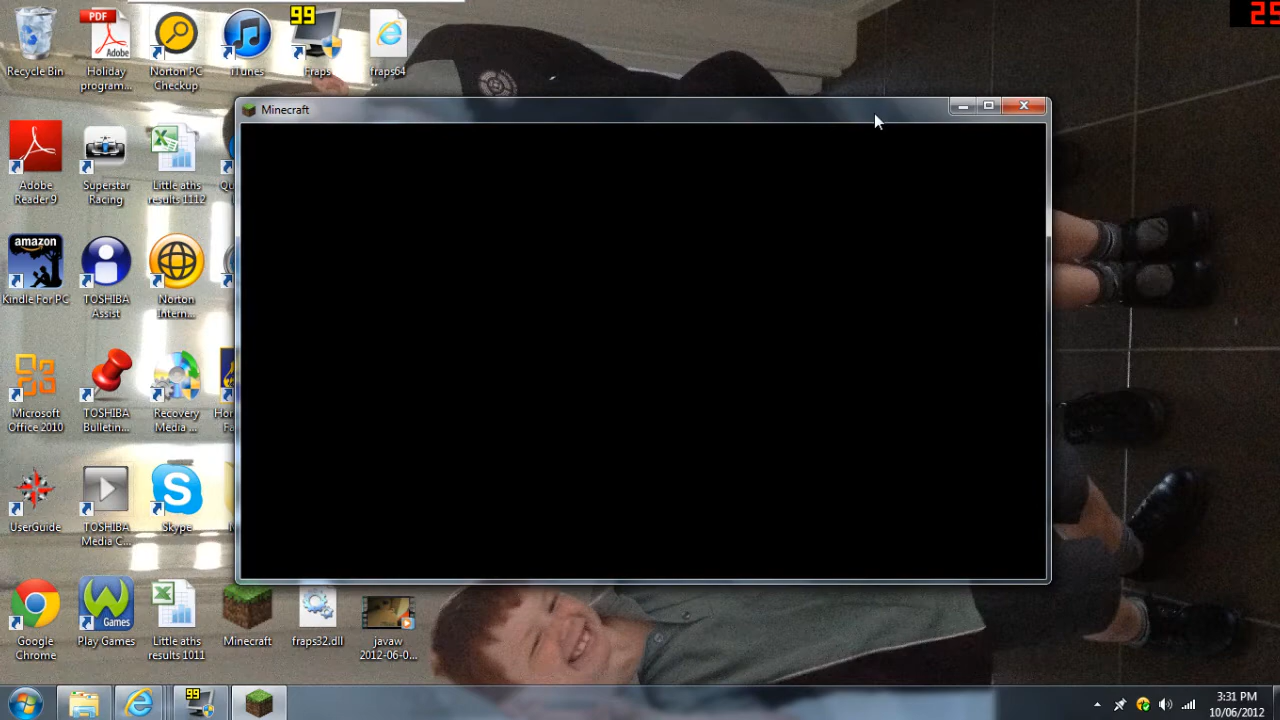 99
25
PDF
Adobe
Recycle Bin
Holiday
program...
Norton PC
Checkup
iTunes
Fraps
fraps64
Minecraft
Adobe
Reader 9
Superstar
Racing
Little aths
results 1112
Qu
amazon
Kindle For PC
TOSHIBA
Assist
Norton
Intern...
Microsoft
Office 2010
TOSHIBA
Bulletin...
Recovery
Media ...
Hor
Fa
UserGuide
TOSHIBA
Media C...
Skype
Games
Google
Chrome
Play Games
Little aths
results 1011
Minecraft
fraps32.dll
javaw
2012-06-0...
99
3:31 PM
10/06/2012